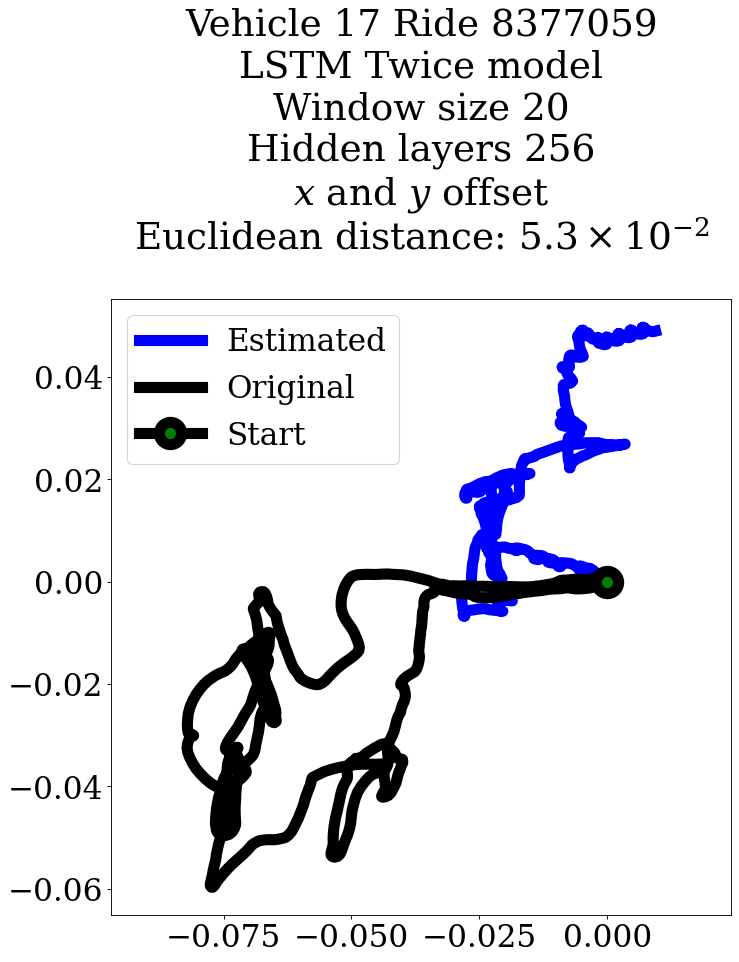 Vehicle 17 Ride 8377059
LSTM Twice model
Window size 20
Hidden layers 256
x and y offset
Euclidean distance: 5.3 × 10⁻²
Estimated
Original
Start
0.04
0.02
0.00
−0.02
−0.04
−0.06
−0.075 −0.050 −0.025 0.000